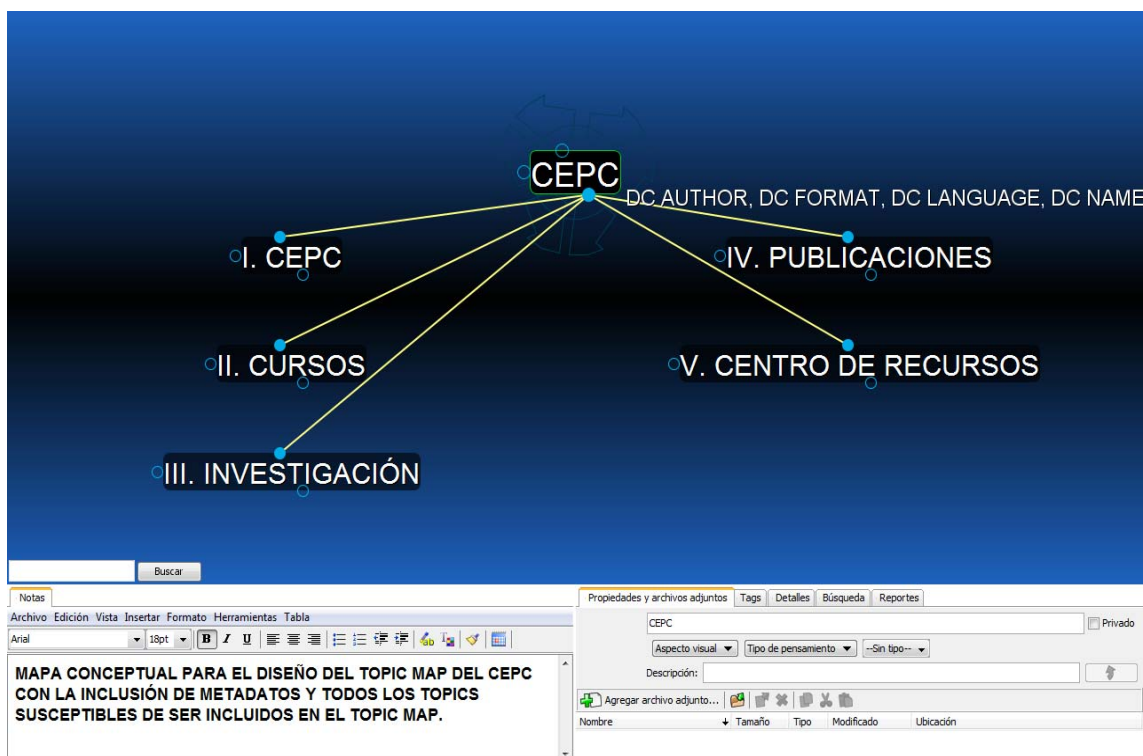 CEPC
DC AUTHOR, DC FORMAT, DC LANGUAGE, DC NAME
I. CEPC
IV. PUBLICACIONES
II. CURSOS
V. CENTRO DE RECURSOS
III. INVESTIGACIÓN
Buscar
Notas
Archivo Edición Vista Insertar Formato Herramientas Tabla
Arial 18pt B I U
MAPA CONCEPTUAL PARA EL DISEÑO DEL TOPIC MAP DEL CEPC
CON LA INCLUSIÓN DE METADATOS Y TODOS LOS TOPICS
SUSCEPTIBLES DE SER INCLUIDOS EN EL TOPIC MAP.
Propiedades y archivos adjuntos Tags Detalles Búsqueda Reportes
CEPC Privado
Aspecto visual Tipo de pensamiento --Sin tipo--
Descripción:
Agregar archivo adjunto...
Nombre Tamaño Tipo Modificado Ubicación